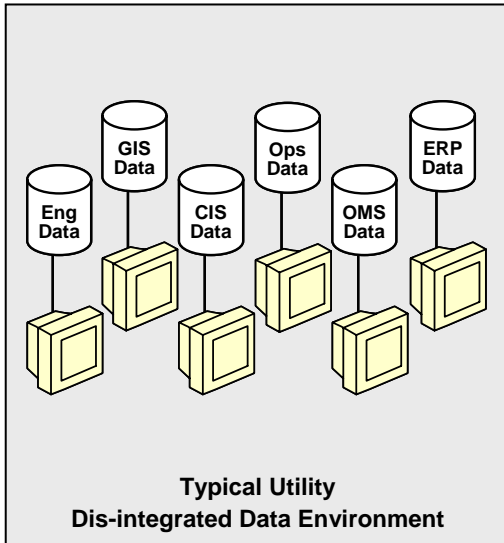 GIS
Data
Ops
Data
ERP
Data
Eng
Data
CIS
Data
OMS
Data
Typical Utility
Dis-integrated Data Environment